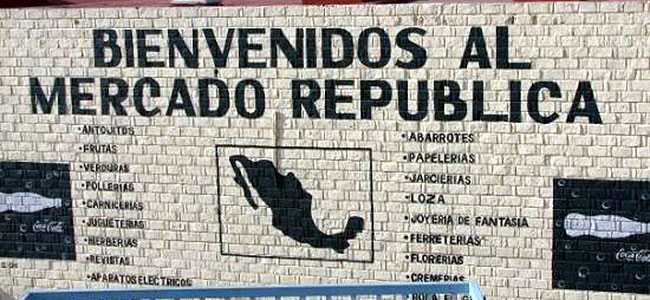 BIENVENIDOS AL
MERCADO REPUBLICA
•ANTOJITOS
•FRUTAS
•VERDURAS
•POLLERIAS
•CARNICERIAS
•JUGUETERIAS
•HIERBERIAS
•REVISTAS
•APARATOS ELECTRICOS
•ABARROTES
•PAPELERIAS
•JARCIERIAS
•LOZA
•JOYERIA DE FANTASIA
•FERRETERIAS
•FLORERIAS
•CREMERIAS
Coca-Cola
Coca-Cola